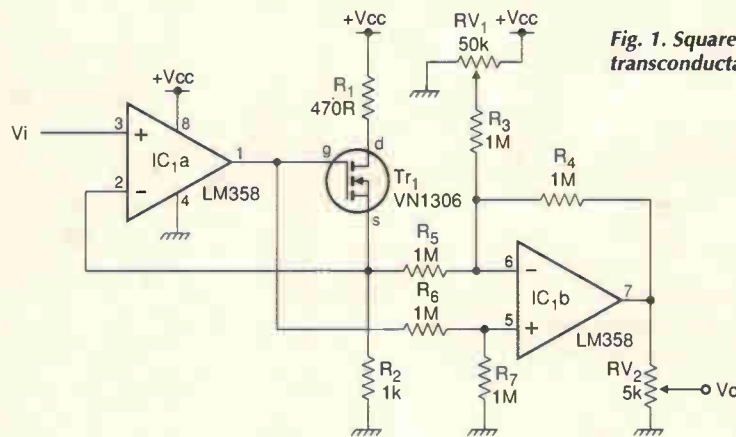 +Vcc
RV1
50k
+Vcc
Fig. 1. Square
transconducta
R1
470R
+Vcc
R3
1M
Vi
3
+
8
IC1a
1
2
−
4
LM358
g
d
s
Tr1
VN1306
R4
1M
R5
1M
R6
1M
6
−
IC1b
7
5
+
LM358
R2
1k
R7
1M
RV2
5k
Vo